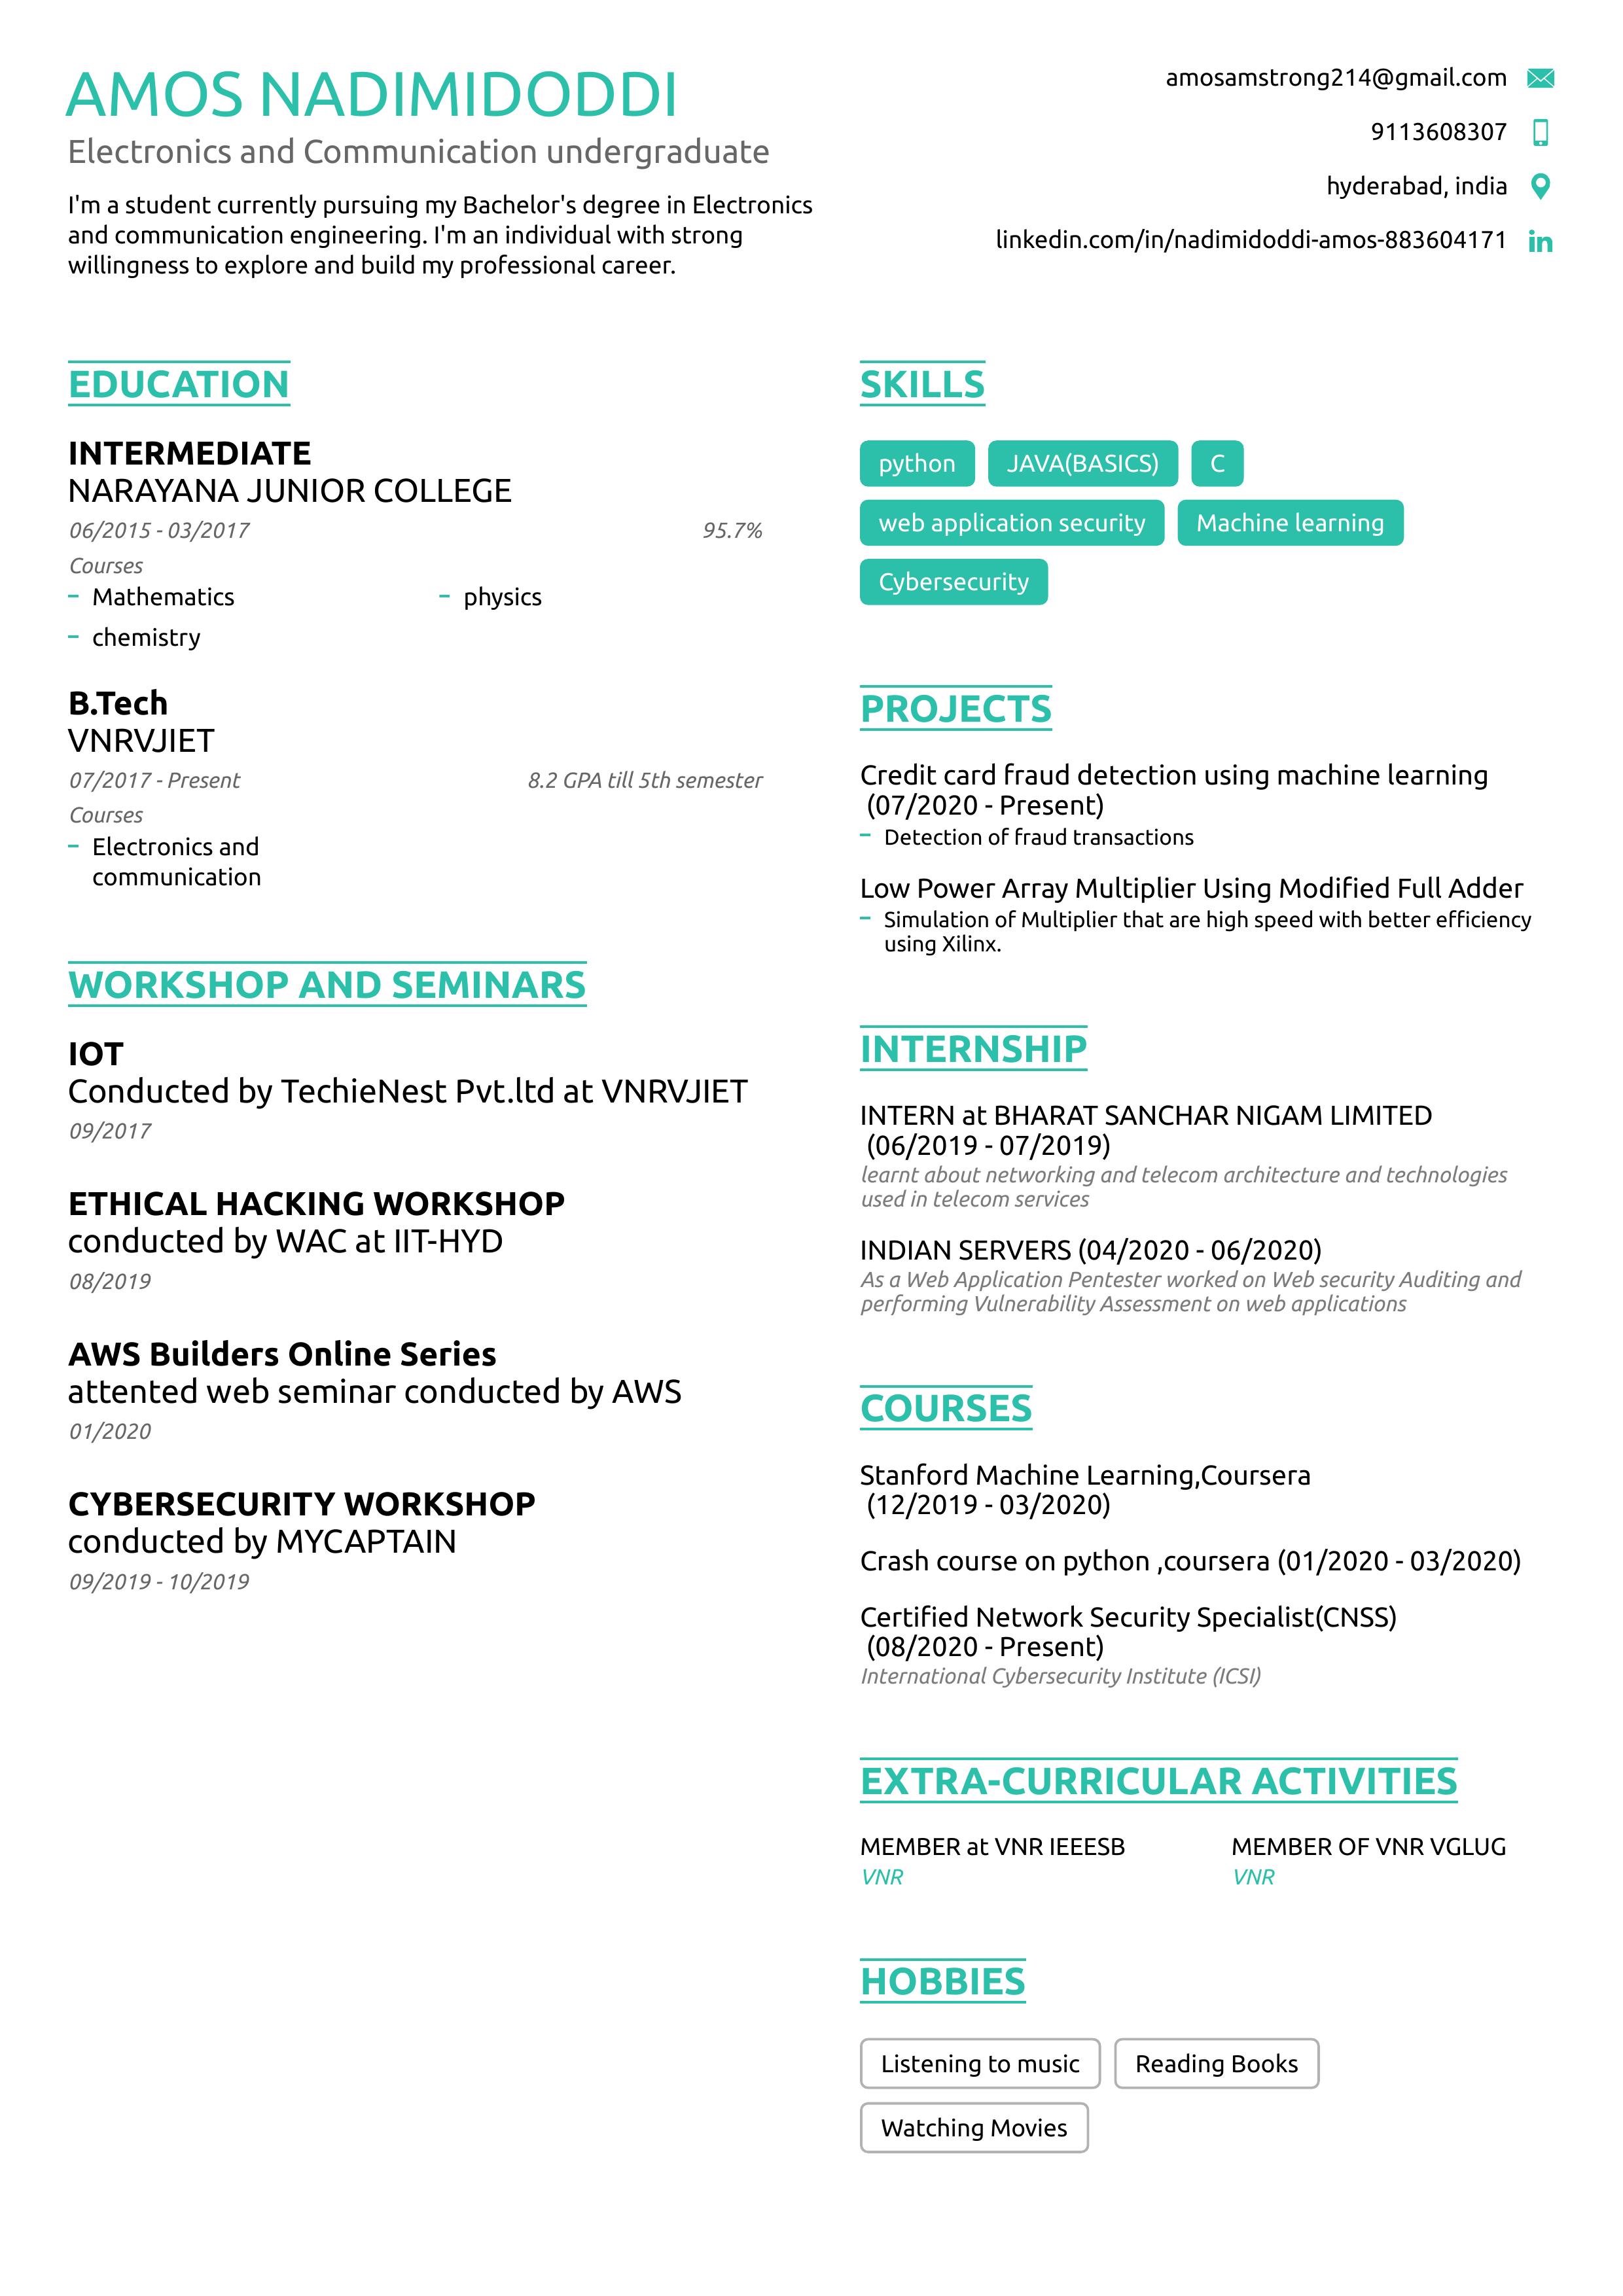 AMOS NADIMIDODDI
Electronics and Communication undergraduate
I'm a student currently pursuing my Bachelor's degree in Electronics
and communication engineering. I'm an individual with strong
willingness to explore and build my professional career.
amosamstrong214@gmail.com
9113608307
hyderabad, india
linkedin.com/in/nadimidoddi-amos-883604171
EDUCATION
INTERMEDIATE
NARAYANA JUNIOR COLLEGE
06/2015 - 03/2017 95.7%
Courses
– Mathematics – physics
– chemistry
B.Tech
VNRVJIET
07/2017 - Present 8.2 GPA till 5th semester
Courses
– Electronics and
communication
WORKSHOP AND SEMINARS
IOT
Conducted by TechieNest Pvt.ltd at VNRVJIET
09/2017
ETHICAL HACKING WORKSHOP
conducted by WAC at IIT-HYD
08/2019
AWS Builders Online Series
attented web seminar conducted by AWS
01/2020
CYBERSECURITY WORKSHOP
conducted by MYCAPTAIN
09/2019 - 10/2019
SKILLS
python JAVA(BASICS) C
web application security Machine learning
Cybersecurity
PROJECTS
Credit card fraud detection using machine learning
(07/2020 - Present)
– Detection of fraud transactions
Low Power Array Multiplier Using Modified Full Adder
– Simulation of Multiplier that are high speed with better efficiency
using Xilinx.
INTERNSHIP
INTERN at BHARAT SANCHAR NIGAM LIMITED
(06/2019 - 07/2019)
learnt about networking and telecom architecture and technologies
used in telecom services
INDIAN SERVERS (04/2020 - 06/2020)
As a Web Application Pentester worked on Web security Auditing and
performing Vulnerability Assessment on web applications
COURSES
Stanford Machine Learning,Coursera
(12/2019 - 03/2020)
Crash course on python ,coursera (01/2020 - 03/2020)
Certified Network Security Specialist(CNSS)
(08/2020 - Present)
International Cybersecurity Institute (ICSI)
EXTRA-CURRICULAR ACTIVITIES
MEMBER at VNR IEEESB MEMBER OF VNR VGLUG
VNR VNR
HOBBIES
Listening to music Reading Books
Watching Movies